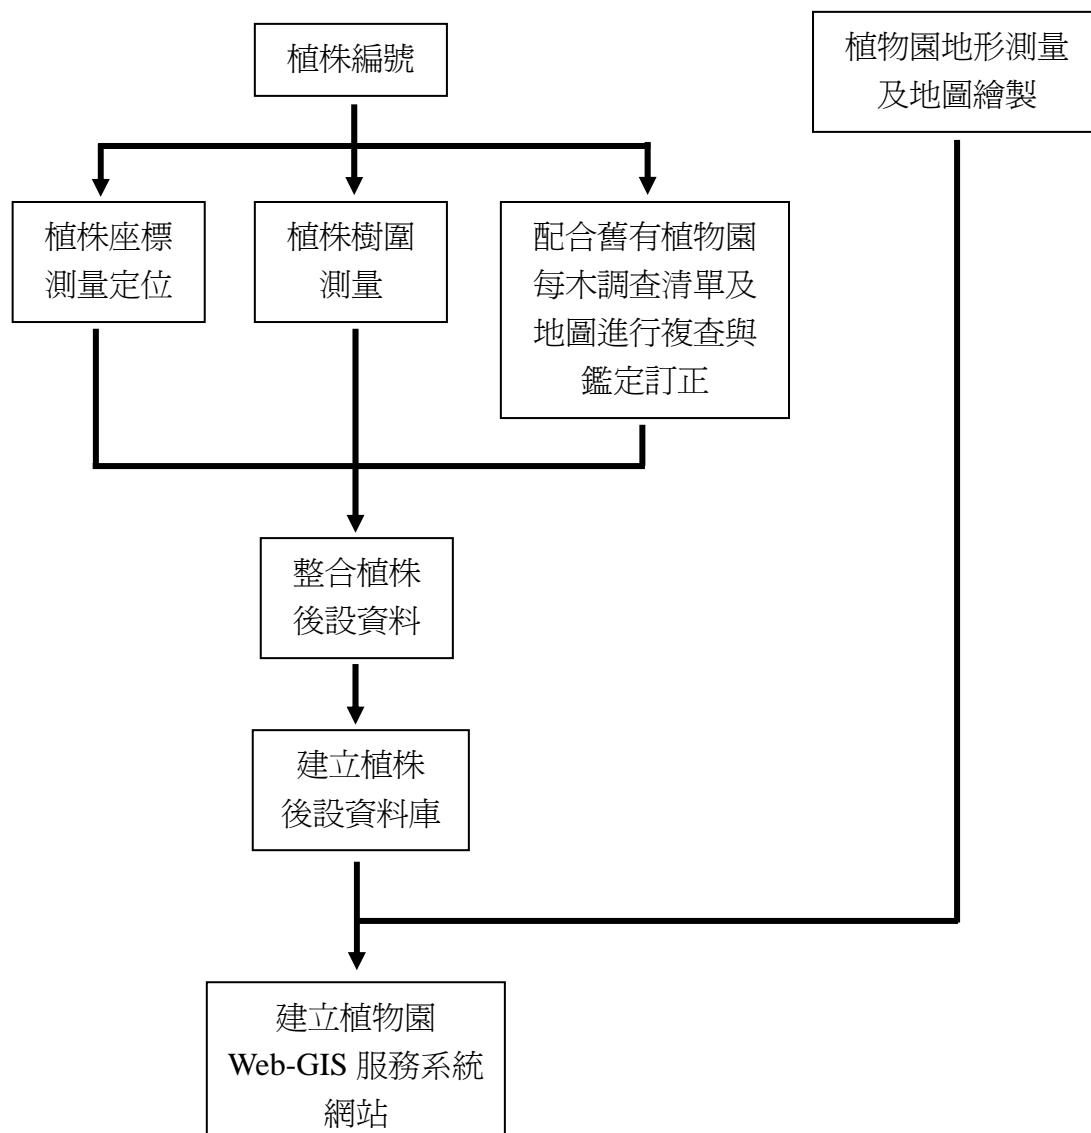 植株編號
植物園地形測量
及地圖繪製
植株座標
測量定位
植株樹圍
測量
配合舊有植物園
每木調查清單及
地圖進行複查與
鑑定訂正
整合植株
後設資料
建立植株
後設資料庫
建立植物園
Web-GIS 服務系統
網站